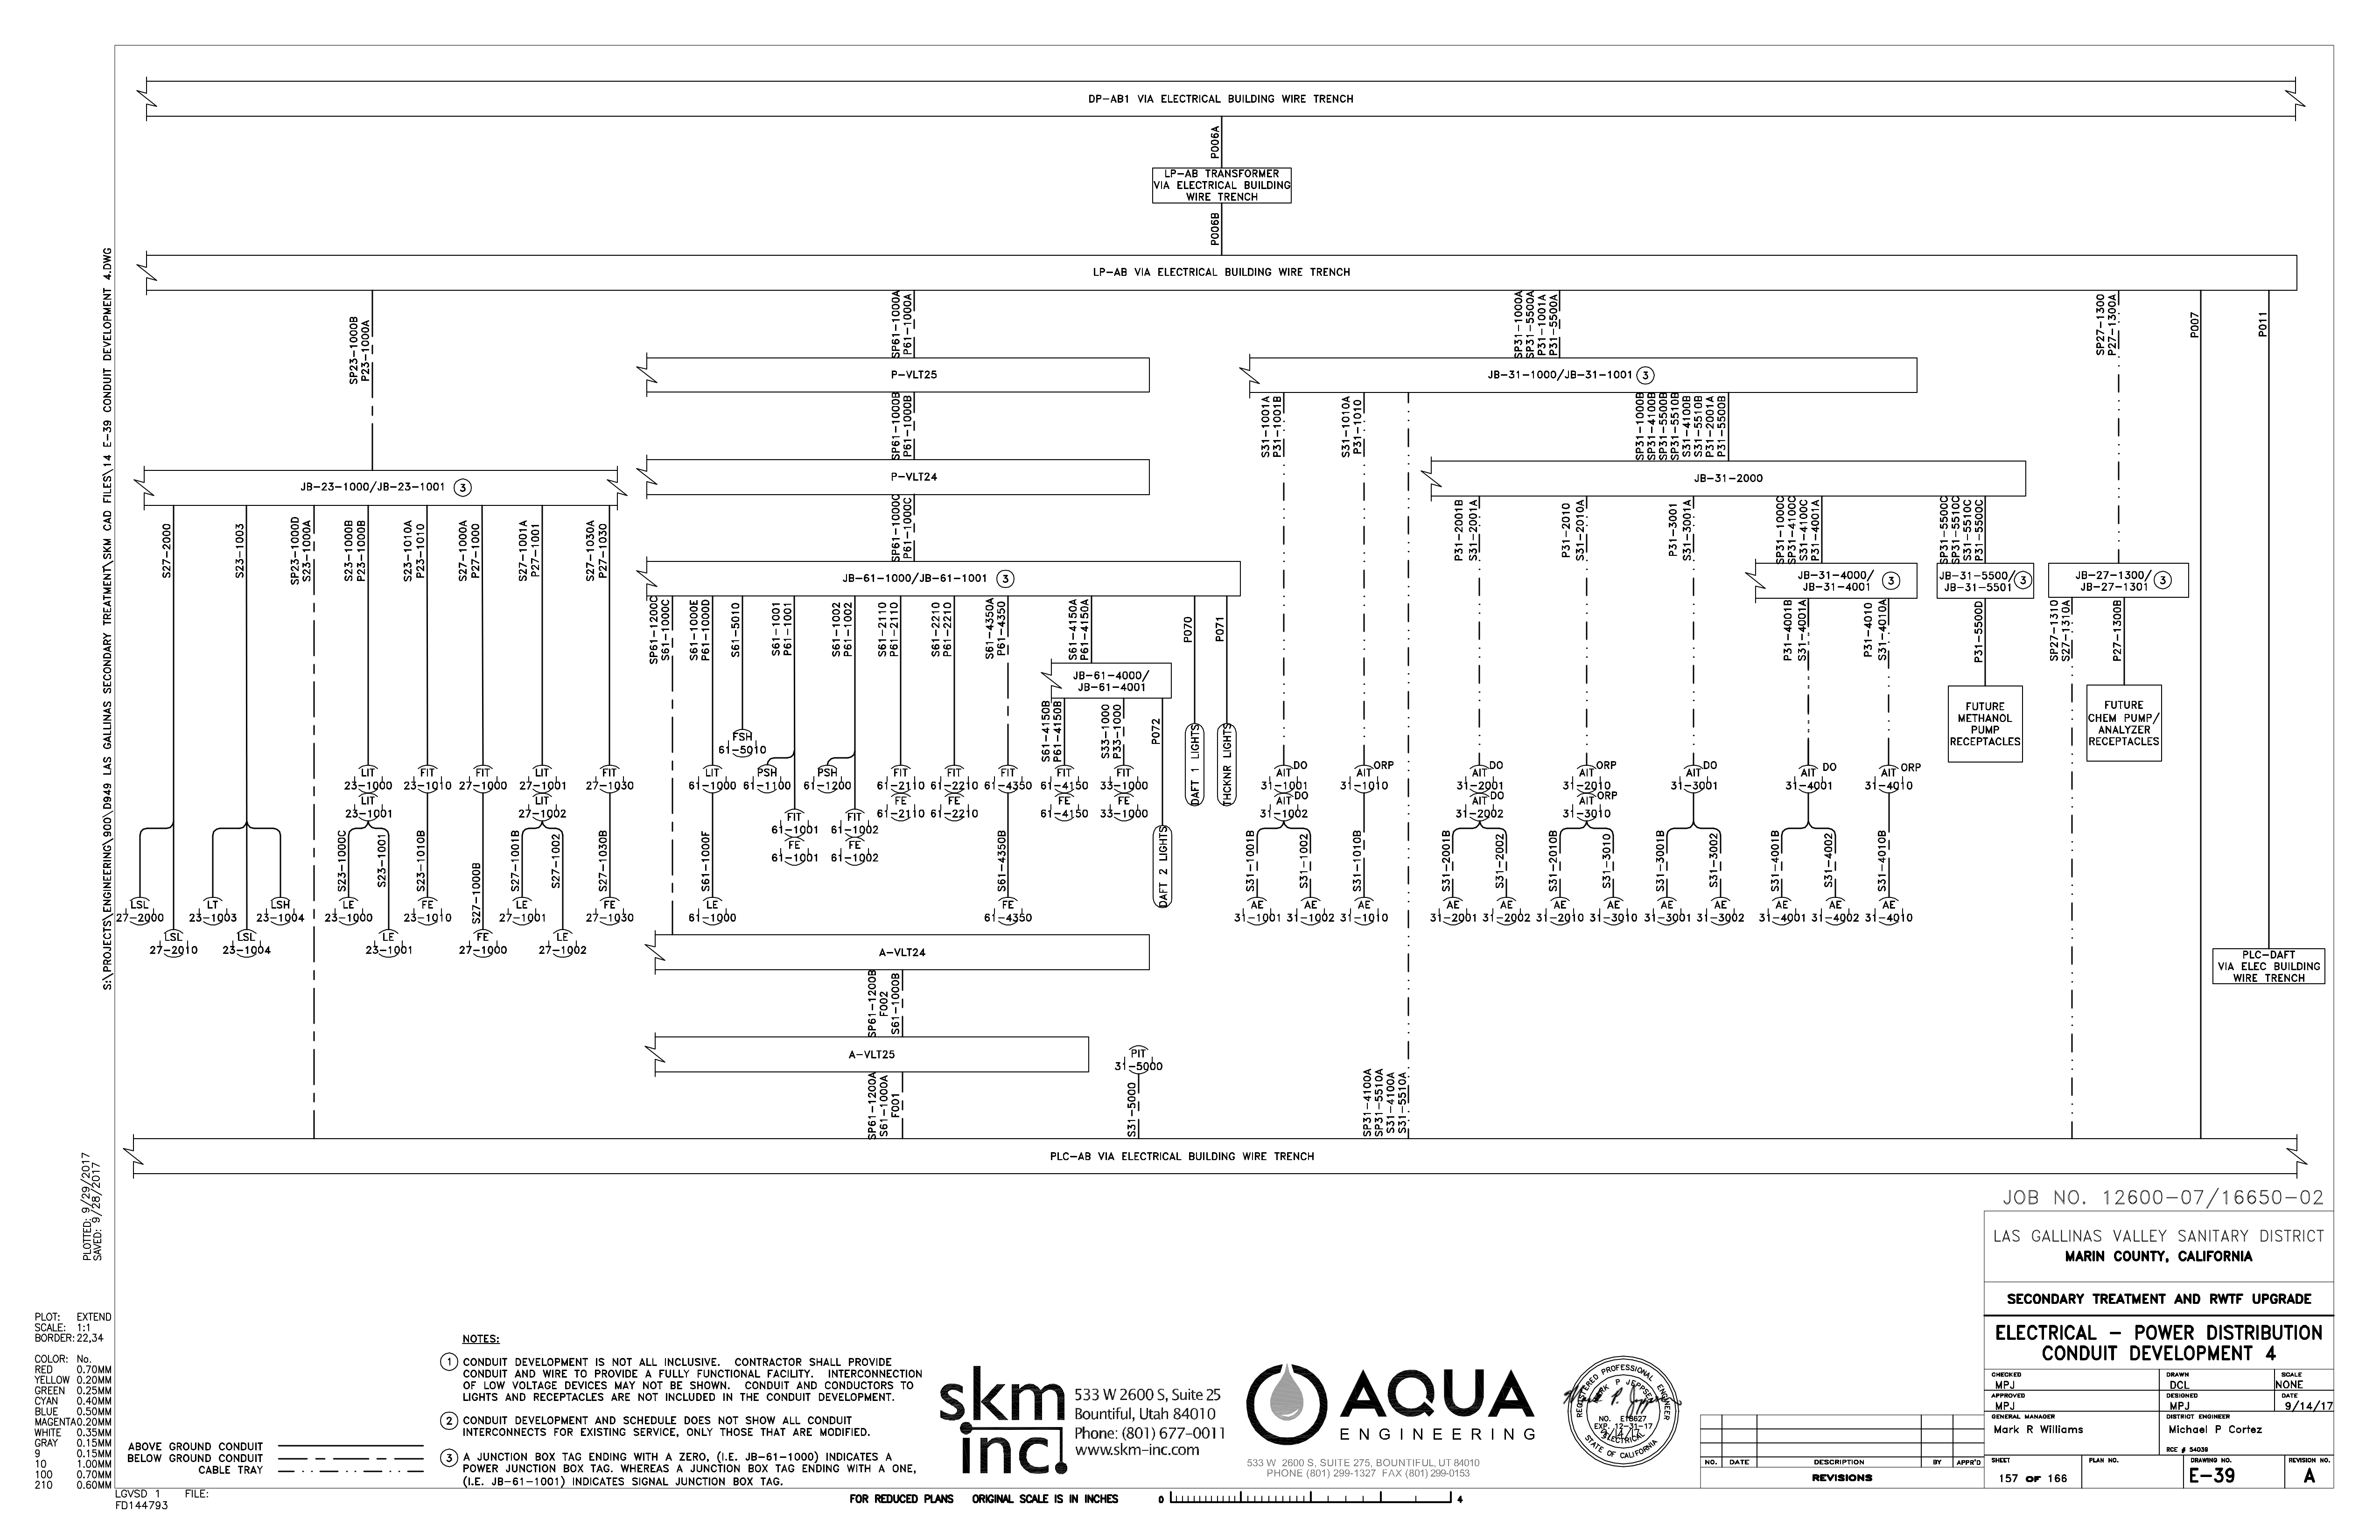 DP-AB1 VIA ELECTRICAL BUILDING WIRE TRENCH
P006A
LP-AB TRANSFORMER
VIA ELECTRICAL BUILDING
WIRE TRENCH
P006B
LP-AB VIA ELECTRICAL BUILDING WIRE TRENCH
SP23-1000B
P23-1000A
SP61-1000A
P61-1000A
SP31-1000A
SP31-5500A
P31-1001A
P31-5500A
SP27-1300
P27-1300A
P007
P011
P-VLT25
JB-31-1000/JB-31-1001 3
SP61-1000B
P61-1000B
S31-1001A
P31-1001B
S31-1010A
P31-1010
SP31-1000B
SP31-4100B
SP31-5500B
SP31-5510B
S31-4100B
S31-5510B
P31-2001A
P31-5500B
JB-23-1000/JB-23-1001 3
P-VLT24
JB-31-2000
S27-2000
S23-1003
SP23-1000D
S23-1000A
S23-1000B
P23-1000B
S23-1010A
P23-1010
S27-1000A
P27-1000
S27-1001A
P27-1001
S27-1030A
P27-1030
SP61-1000C
P61-1000C
P31-2001B
S31-2001A
P31-2010
S31-2010A
P31-3001
S31-3001A
SP31-1000C
SP31-4100C
S31-4100C
P31-4001A
SP31-5500C
SP31-5510C
S31-5510C
P31-5500C
JB-61-1000/JB-61-1001 3
JB-31-4000/
JB-31-4001 3
JB-31-5500/
JB-31-5501 3
JB-27-1300/
JB-27-1301 3
SP61-1200C
S61-1000C
S61-1000E
P61-1000D
S61-5010
S61-1001
P61-1001
S61-1002
P61-1002
S61-2110
P61-2110
S61-2210
P61-2210
S61-4350A
P61-4350
S61-4150A
P61-4150A
P070
P071
P31-4001B
S31-4001A
P31-4010
S31-4010A
P31-5500D
SP27-1310
S27-1310A
P27-1300B
JB-61-4000/
JB-61-4001
S61-4150B
P61-4150B
S33-1000
P33-1000
P072
DAFT 1 LIGHTS
THCKNR LIGHTS
DAFT 2 LIGHTS
FUTURE
METHANOL
PUMP
RECEPTACLES
FUTURE
CHEM PUMP/
ANALYZER
RECEPTACLES
FSH
61-5010
LIT
23-1000
LIT
23-1001
FIT
23-1010
FIT
27-1000
LIT
27-1001
LIT
27-1002
FIT
27-1030
LIT
61-1000
PSH
61-1100
PSH
61-1200
FIT
61-1001
FE
61-1001
FIT
61-1002
FE
61-1002
FIT
61-2110
FE
61-2110
FIT
61-2210
FE
61-2210
FIT
61-4350
FIT
61-4150
FE
61-4150
FIT
33-1000
FE
33-1000
AIT DO
31-1001
AIT DO
31-1002
AIT ORP
31-1010
AIT DO
31-2001
AIT DO
31-2002
AIT ORP
31-2010
AIT ORP
31-3010
AIT DO
31-3001
AIT DO
31-4001
AIT ORP
31-4010
S23-1000C
S23-1001
S23-1010B
S27-1000B
S27-1001B
S27-1002
S27-1030B
S61-1000F
S61-4350B
S31-1001B
S31-1002
S31-1010B
S31-2001B
S31-2002
S31-2010B
S31-3010
S31-3001B
S31-3002
S31-4001B
S31-4002
S31-4010B
LSL
27-2000
LSL
27-2010
LT
23-1003
LSL
23-1004
LSH
23-1004
LE
23-1000
LE
23-1001
FE
23-1010
FE
27-1000
LE
27-1001
LE
27-1002
FE
27-1030
LE
61-1000
FE
61-4350
AE
31-1001
AE
31-1002
AE
31-1010
AE
31-2001
AE
31-2002
AE
31-2010
AE
31-3010
AE
31-3001
AE
31-3002
AE
31-4001
AE
31-4002
AE
31-4010
A-VLT24
PLC-DAFT
VIA ELEC BUILDING
WIRE TRENCH
SP61-1200B
F002
S61-1000B
A-VLT25
SP61-1200A
S61-1000A
F001
PIT
31-5000
S31-5000
SP31-4100A
SP31-5510A
S31-4100A
S31-5510A
PLC-AB VIA ELECTRICAL BUILDING WIRE TRENCH
S:\PROJECTS\ENGINEERING\900\D949 LAS GALLINAS SECONDARY TREATMENT\SKM CAD FILES\14 E-39 CONDUIT DEVELOPMENT 4.DWG
PLOTTED: 9/29/2017
SAVED: 9/28/2017
PLOT: EXTEND
SCALE: 1:1
BORDER: 22,34
COLOR: No.
RED 0.70MM
YELLOW 0.20MM
GREEN 0.25MM
CYAN 0.40MM
BLUE 0.50MM
MAGENTA 0.20MM
WHITE 0.35MM
GRAY 0.15MM
9 0.15MM
10 1.00MM
100 0.70MM
210 0.60MM
ABOVE GROUND CONDUIT
BELOW GROUND CONDUIT
CABLE TRAY
LGVSD 1 FILE:
FD144793
NOTES:
1 CONDUIT DEVELOPMENT IS NOT ALL INCLUSIVE. CONTRACTOR SHALL PROVIDE
CONDUIT AND WIRE TO PROVIDE A FULLY FUNCTIONAL FACILITY. INTERCONNECTION
OF LOW VOLTAGE DEVICES MAY NOT BE SHOWN. CONDUIT AND CONDUCTORS TO
LIGHTS AND RECEPTACLES ARE NOT INCLUDED IN THE CONDUIT DEVELOPMENT.
2 CONDUIT DEVELOPMENT AND SCHEDULE DOES NOT SHOW ALL CONDUIT
INTERCONNECTS FOR EXISTING SERVICE, ONLY THOSE THAT ARE MODIFIED.
3 A JUNCTION BOX TAG ENDING WITH A ZERO, (I.E. JB-61-1000) INDICATES A
POWER JUNCTION BOX TAG. WHEREAS A JUNCTION BOX TAG ENDING WITH A ONE,
(I.E. JB-61-1001) INDICATES SIGNAL JUNCTION BOX TAG.
skm
inc.
533 W 2600 S, Suite 25
Bountiful, Utah 84010
Phone: (801) 677-0011
www.skm-inc.com
AQUA
ENGINEERING
533 W 2600 S, SUITE 275, BOUNTIFUL, UT 84010
PHONE (801) 299-1327 FAX (801) 299-0153
REGISTERED PROFESSIONAL ENGINEER
MARK P JEPPSEN
NO. E18627
EXP. 12-31-17
ELECTRICAL
STATE OF CALIFORNIA
FOR REDUCED PLANS ORIGINAL SCALE IS IN INCHES 0 4
NO. DATE DESCRIPTION BY APPR'D
REVISIONS
JOB NO. 12600-07/16650-02
LAS GALLINAS VALLEY SANITARY DISTRICT
MARIN COUNTY, CALIFORNIA
SECONDARY TREATMENT AND RWTF UPGRADE
ELECTRICAL - POWER DISTRIBUTION
CONDUIT DEVELOPMENT 4
CHECKED
MPJ
DRAWN
DCL
SCALE
NONE
APPROVED
MPJ
DESIGNED
MPJ
DATE
9/14/17
GENERAL MANAGER
Mark R Williams
DISTRICT ENGINEER
Michael P Cortez
RCE # 54039
SHEET
157 OF 166
PLAN NO.
DRAWING NO.
E-39
REVISION NO.
A